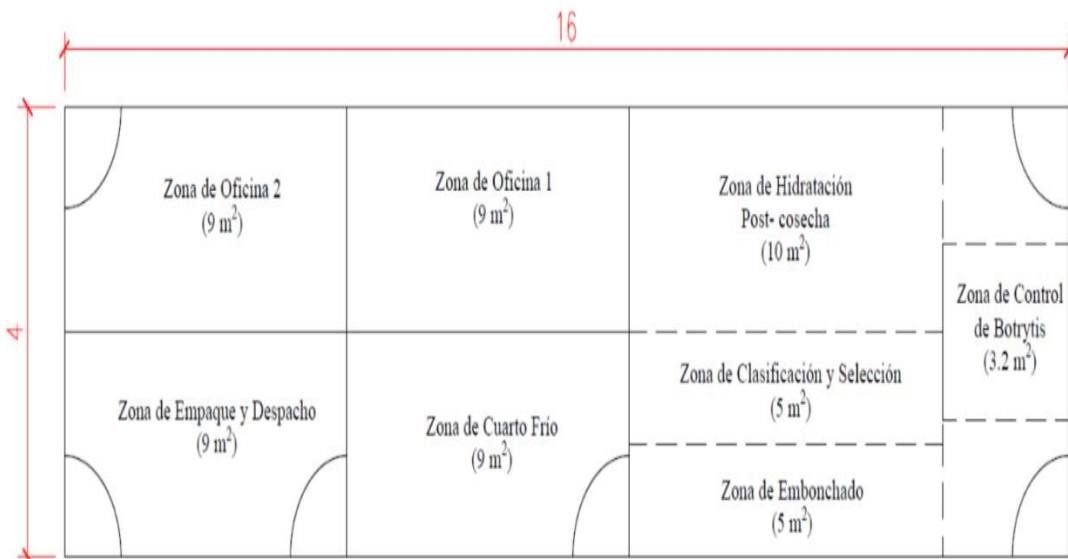 16
4
Zona de Oficina 2
(9 m²)
Zona de Oficina 1
(9 m²)
Zona de Hidratación
Post- cosecha
(10 m²)
Zona de Control
de Botrytis
(3.2 m²)
Zona de Empaque y Despacho
(9 m²)
Zona de Cuarto Frío
(9 m²)
Zona de Clasificación y Selección
(5 m²)
Zona de Embonchado
(5 m²)